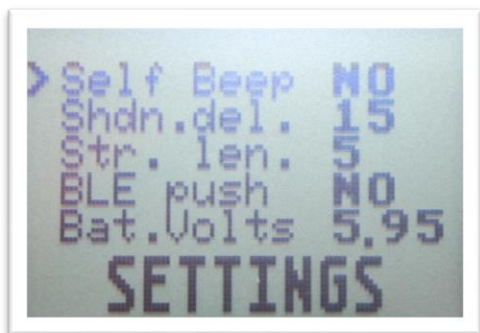 > Self Beep NO
Shdn.del. 15
Str. len. 5
BLE push NO
Bat.Volts 5.95
SETTINGS